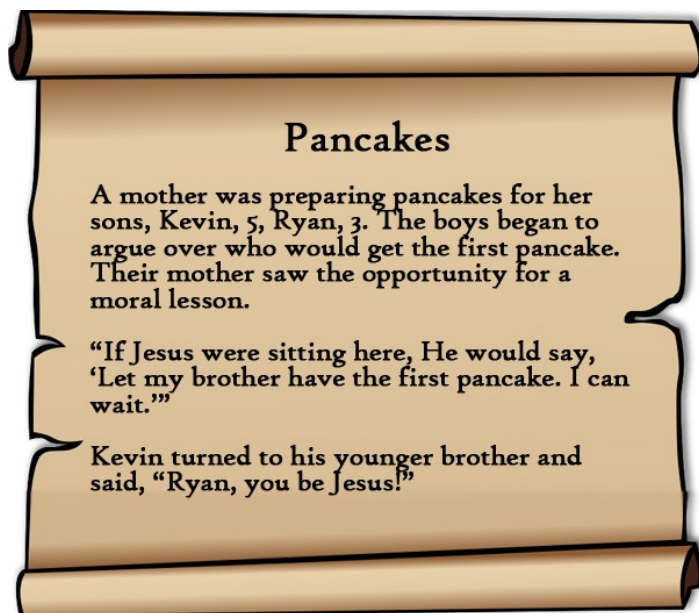 Pancakes
A mother was preparing pancakes for her
sons, Kevin, 5, Ryan, 3. The boys began to
argue over who would get the first pancake.
Their mother saw the opportunity for a
moral lesson.
“If Jesus were sitting here, He would say,
‘Let my brother have the first pancake. I can
wait.’”
Kevin turned to his younger brother and
said, “Ryan, you be Jesus!”